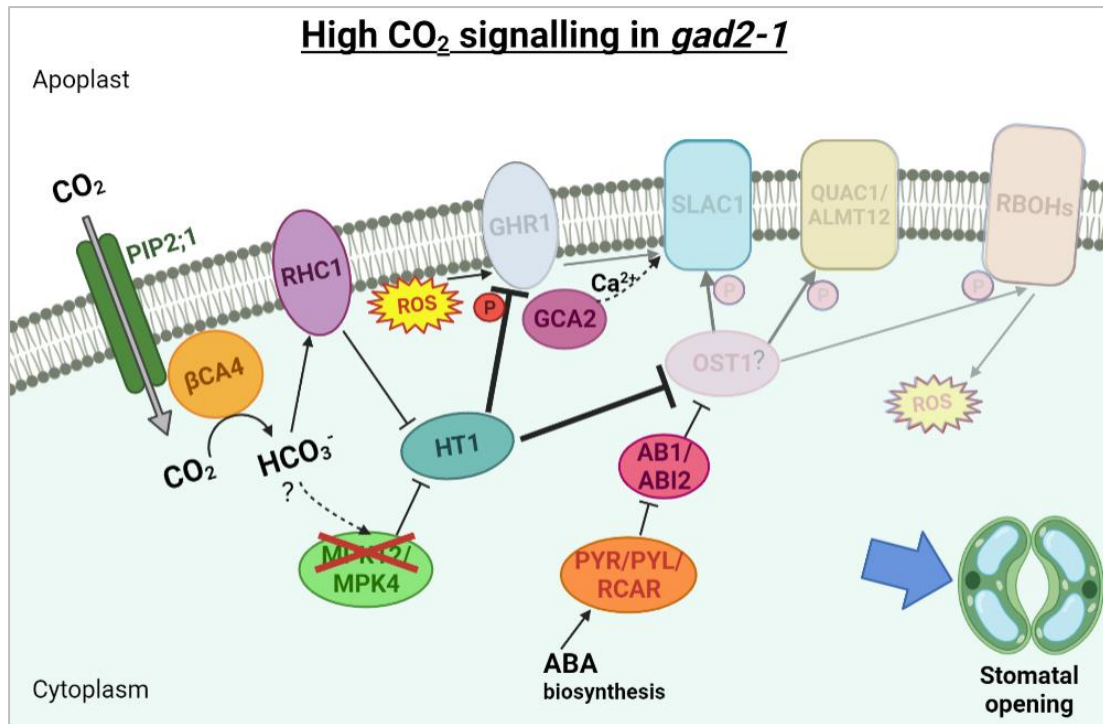 High CO₂ signalling in gad2-1
Apoplast
CO₂
PIP2;1
RHC1
GHR1
SLAC1
QUAC1/
ALMT12
RBOHs
ROS
P
GCA2
Ca²⁺
P
P
P
βCA4
OST1?
ROS
CO₂
HCO₃⁻
?
HT1
AB1/
ABI2
MPK12/
MPK4
PYR/PYL/
RCAR
ABA
biosynthesis
Cytoplasm
Stomatal
opening